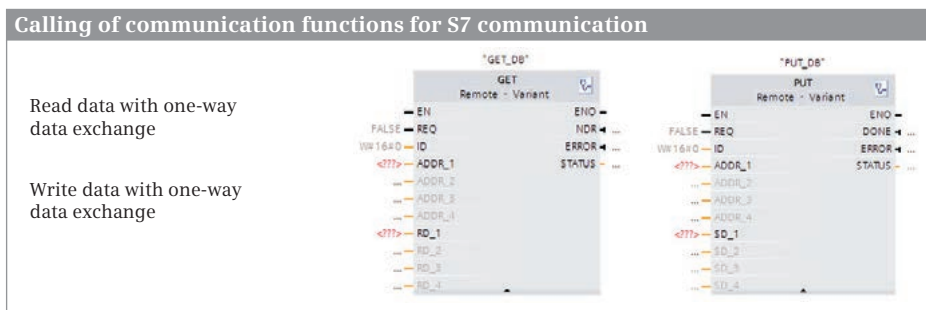 Calling of communication functions for S7 communication
Read data with one-way
data exchange
Write data with one-way
data exchange
"GET_DB"
GET
Remote - Variant
EN
ENO
FALSE
REQ
NDR
...
W#16#0
ID
ERROR
...
<???>
ADDR_1
STATUS
...
...
ADDR_2
...
ADDR_3
...
ADDR_4
<???>
RD_1
...
RD_2
...
RD_3
...
RD_4
"PUT_DB"
PUT
Remote - Variant
EN
ENO
FALSE
REQ
DONE
...
W#16#0
ID
ERROR
...
<???>
ADDR_1
STATUS
...
...
ADDR_2
...
ADDR_3
...
ADDR_4
<???>
SD_1
...
SD_2
...
SD_3
...
SD_4